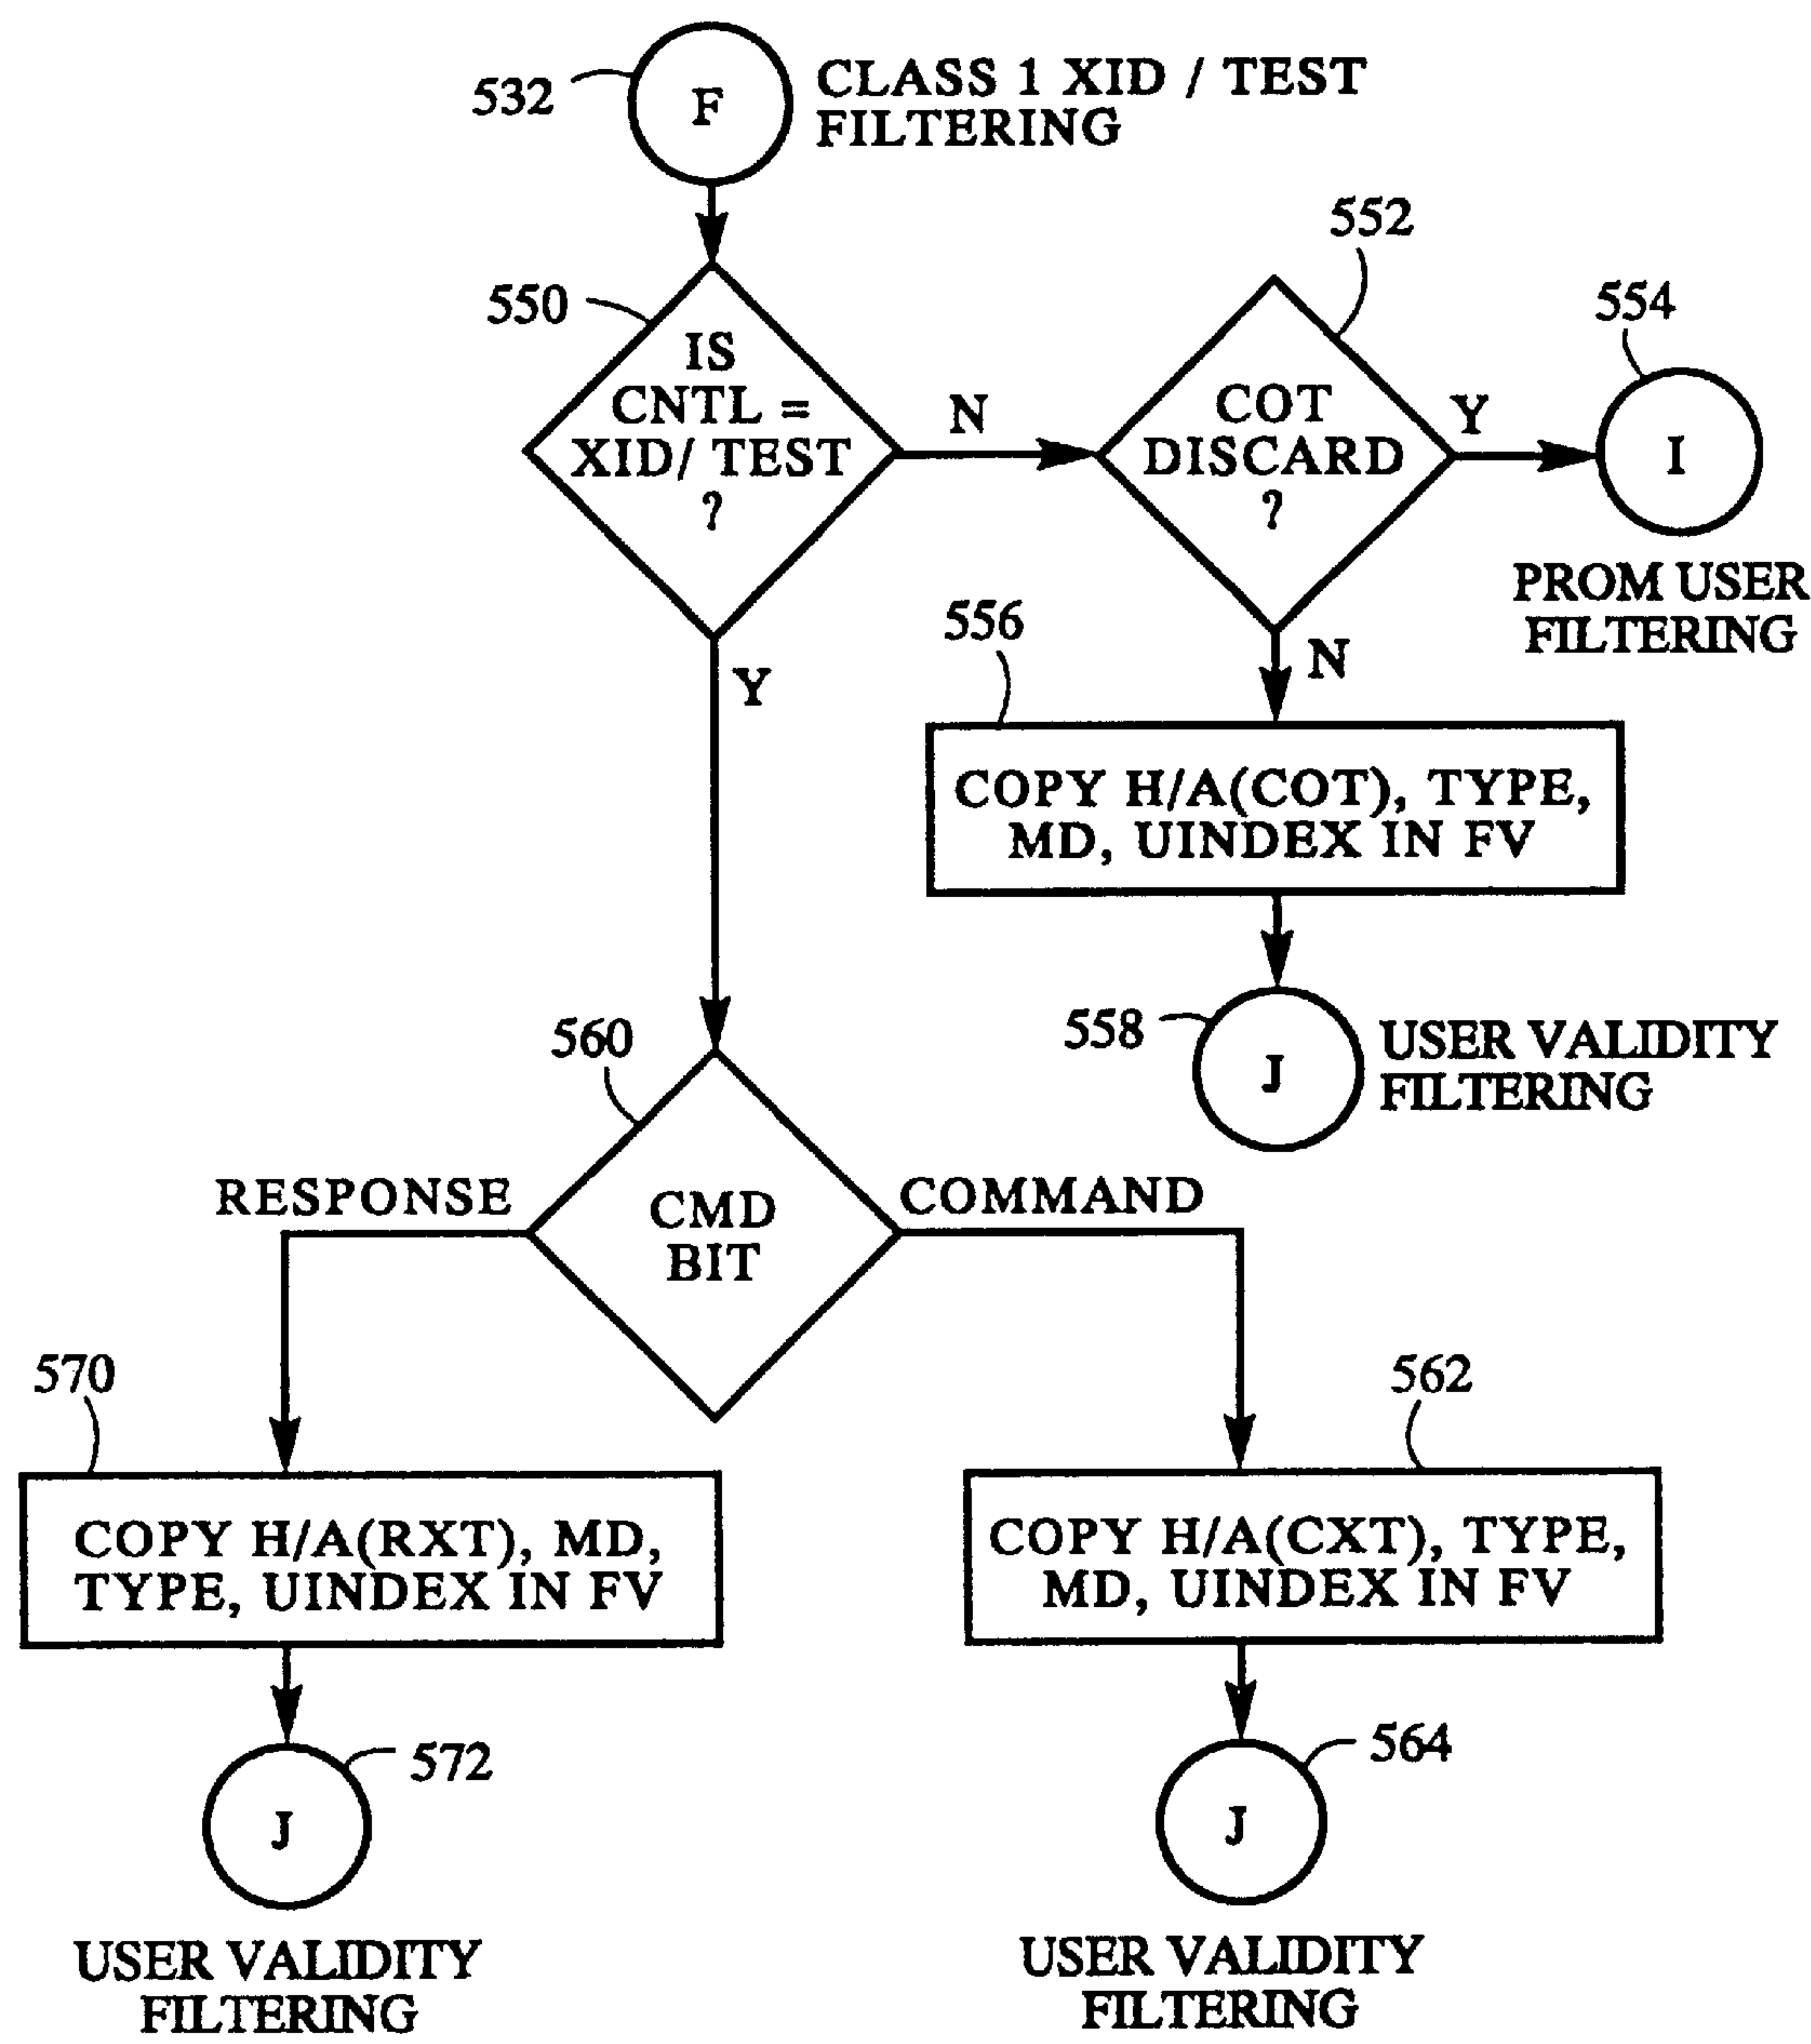 532
F
CLASS 1 XID / TEST
FILTERING
550
IS
CNTL =
XID/ TEST
?
N
Y
552
COT
DISCARD
?
Y
N
554
I
PROM USER
FILTERING
556
COPY H/A(COT), TYPE,
MD, UINDEX IN FV
558
J
USER VALIDITY
FILTERING
560
CMD
BIT
RESPONSE
COMMAND
570
COPY H/A(RXT), MD,
TYPE, UINDEX IN FV
572
J
USER VALIDITY
FILTERING
562
COPY H/A(CXT), TYPE,
MD, UINDEX IN FV
564
J
USER VALIDITY
FILTERING